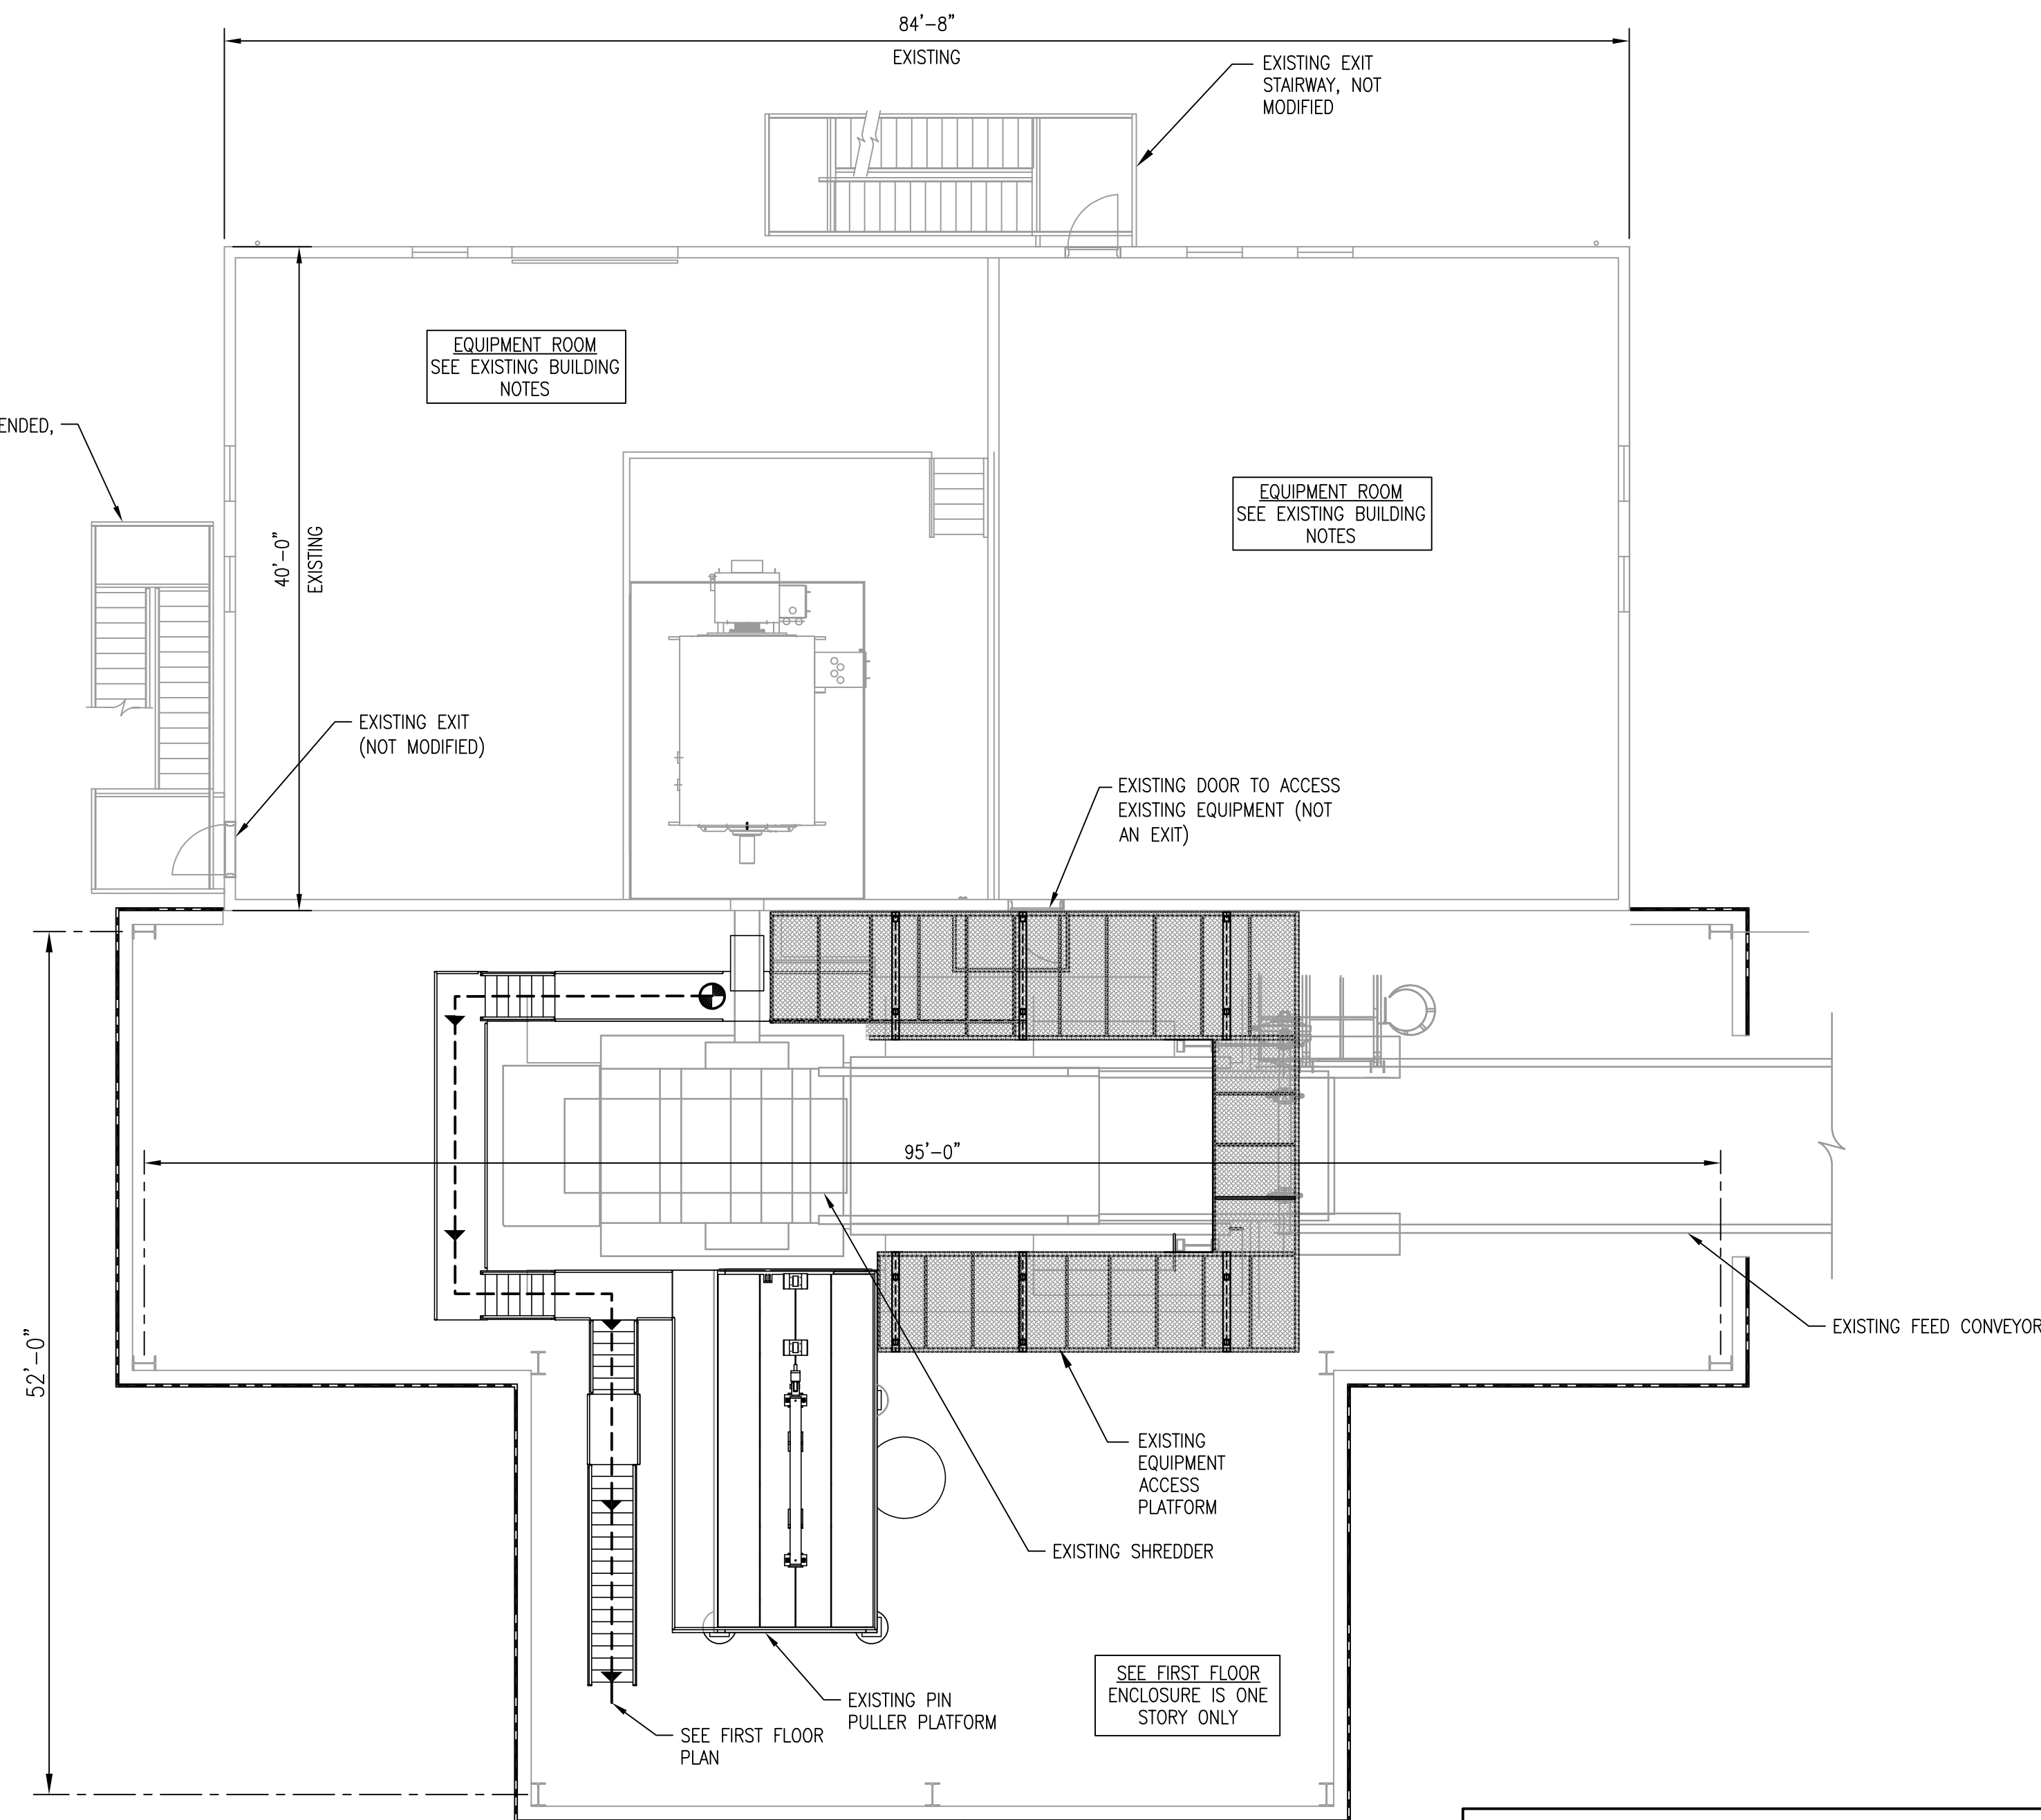 84'-8"
EXISTING
EXISTING EXIT
STAIRWAY, NOT
MODIFIED
EQUIPMENT ROOM
SEE EXISTING BUILDING
NOTES
ENDED,
EQUIPMENT ROOM
SEE EXISTING BUILDING
NOTES
40'-0"
EXISTING
EXISTING EXIT
(NOT MODIFIED)
EXISTING DOOR TO ACCESS
EXISTING EQUIPMENT (NOT
AN EXIT)
95'-0"
52'-0"
EXISTING FEED CONVEYOR
EXISTING
EQUIPMENT
ACCESS
PLATFORM
EXISTING SHREDDER
SEE FIRST FLOOR
ENCLOSURE IS ONE
STORY ONLY
EXISTING PIN
PULLER PLATFORM
SEE FIRST FLOOR
PLAN